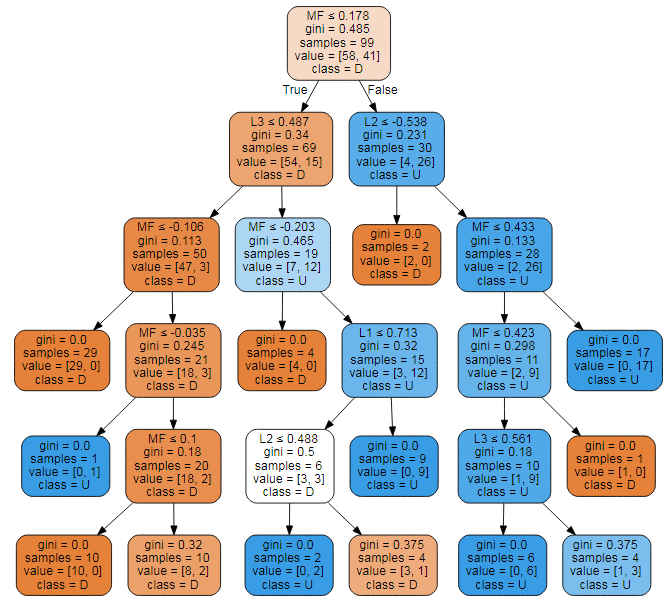 MF ≤ 0.178
gini = 0.485
samples = 99
value = [58, 41]
class = D
True
False
L3 ≤ 0.487
gini = 0.34
samples = 69
value = [54, 15]
class = D
L2 ≤ -0.538
gini = 0.231
samples = 30
value = [4, 26]
class = U
MF ≤ -0.106
gini = 0.113
samples = 50
value = [47, 3]
class = D
MF ≤ -0.203
gini = 0.465
samples = 19
value = [7, 12]
class = U
gini = 0.0
samples = 2
value = [2, 0]
class = D
MF ≤ 0.433
gini = 0.133
samples = 28
value = [2, 26]
class = U
gini = 0.0
samples = 29
value = [29, 0]
class = D
MF ≤ -0.035
gini = 0.245
samples = 21
value = [18, 3]
class = D
gini = 0.0
samples = 4
value = [4, 0]
class = D
L1 ≤ 0.713
gini = 0.32
samples = 15
value = [3, 12]
class = U
MF ≤ 0.423
gini = 0.298
samples = 11
value = [2, 9]
class = U
gini = 0.0
samples = 17
value = [0, 17]
class = U
gini = 0.0
samples = 1
value = [0, 1]
class = U
MF ≤ 0.1
gini = 0.18
samples = 20
value = [18, 2]
class = D
L2 ≤ 0.488
gini = 0.5
samples = 6
value = [3, 3]
class = D
gini = 0.0
samples = 9
value = [0, 9]
class = U
L3 ≤ 0.561
gini = 0.18
samples = 10
value = [1, 9]
class = U
gini = 0.0
samples = 1
value = [1, 0]
class = D
gini = 0.0
samples = 10
value = [10, 0]
class = D
gini = 0.32
samples = 10
value = [8, 2]
class = D
gini = 0.0
samples = 2
value = [0, 2]
class = U
gini = 0.375
samples = 4
value = [3, 1]
class = D
gini = 0.0
samples = 6
value = [0, 6]
class = U
gini = 0.375
samples = 4
value = [1, 3]
class = U